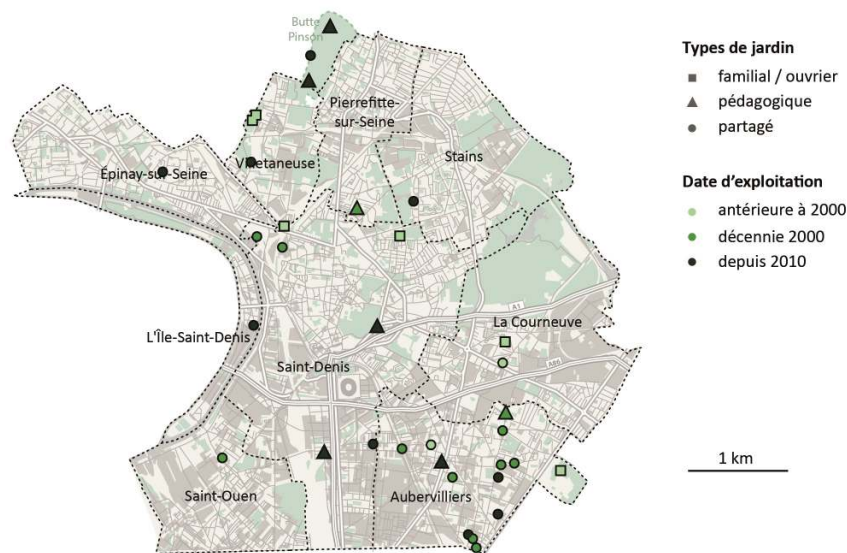 Butte
Pinson
Pierrefitte-
sur-Seine
Stains
Villetaneuse
Épinay-sur-Seine
L'Île-Saint-Denis
Saint-Denis
La Courneuve
A1
A86
Saint-Ouen
Aubervilliers
Types de jardin
familial / ouvrier
pédagogique
partagé
Date d'exploitation
antérieure à 2000
décennie 2000
depuis 2010
1 km